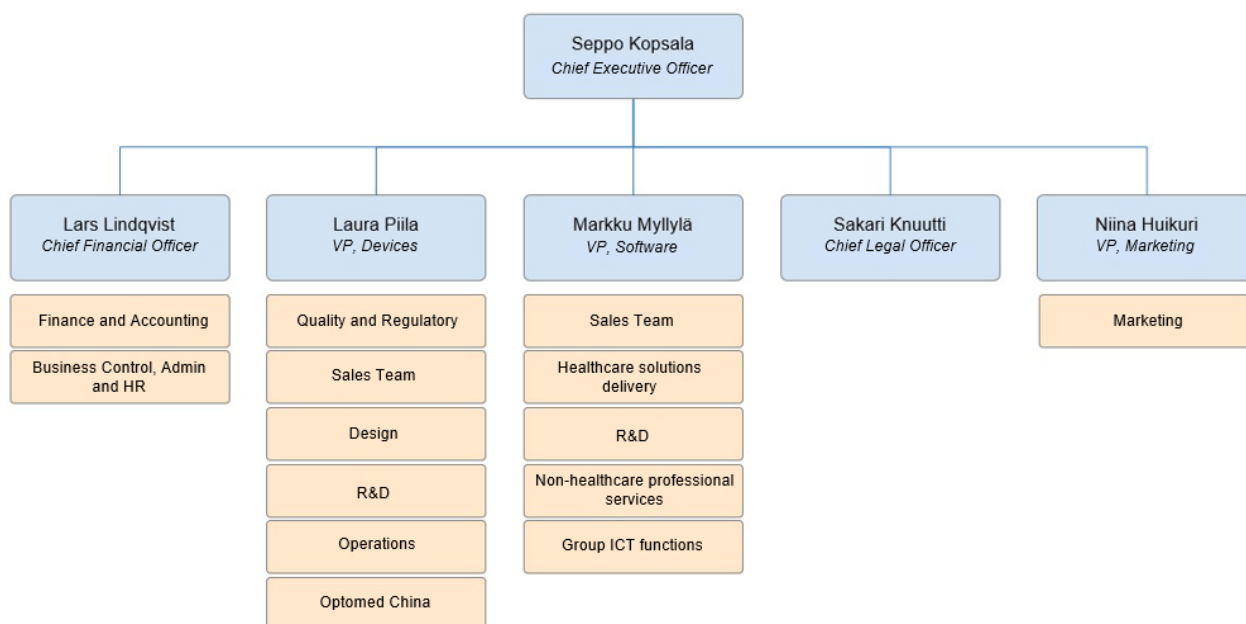 Seppo Kopsala
Chief Executive Officer
Lars Lindqvist
Chief Financial Officer
Finance and Accounting
Business Control, Admin
and HR
Laura Piila
VP, Devices
Quality and Regulatory
Sales Team
Design
R&D
Operations
Optomed China
Markku Myllylä
VP, Software
Sales Team
Healthcare solutions
delivery
R&D
Non-healthcare professional
services
Group ICT functions
Sakari Knuutti
Chief Legal Officer
Niina Huikuri
VP, Marketing
Marketing